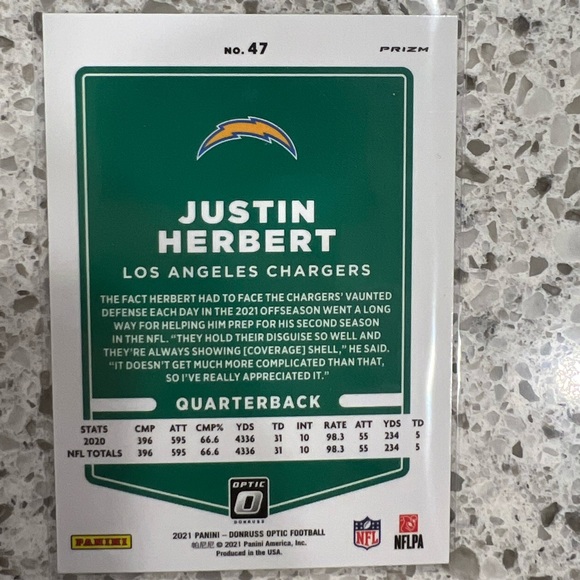 NO. 47 PRIZM
JUSTIN
HERBERT
LOS ANGELES CHARGERS
THE FACT HERBERT HAD TO FACE THE CHARGERS' VAUNTED
DEFENSE EACH DAY IN THE 2021 OFFSEASON WENT A LONG
WAY FOR HELPING HIM PREP FOR HIS SECOND SEASON
IN THE NFL. “THEY HOLD THEIR DISGUISE SO WELL AND
THEY'RE ALWAYS SHOWING [COVERAGE] SHELL,” HE SAID.
“IT DOESN'T GET MUCH MORE COMPLICATED THAN THAT,
SO I'VE REALLY APPRECIATED IT.”
QUARTERBACK
STATS CMP ATT CMP% YDS TD INT RATE ATT YDS TD
2020 396 595 66.6 4336 31 10 98.3 55 234 5
NFL TOTALS 396 595 66.6 4336 31 10 98.3 55 234 5
OPTIC
DONRUSS
2021 PANINI – DONRUSS OPTIC FOOTBALL
帕尼尼 © 2021 Panini America, Inc.
Produced in the USA.
PANINI
NFL
NFLPA